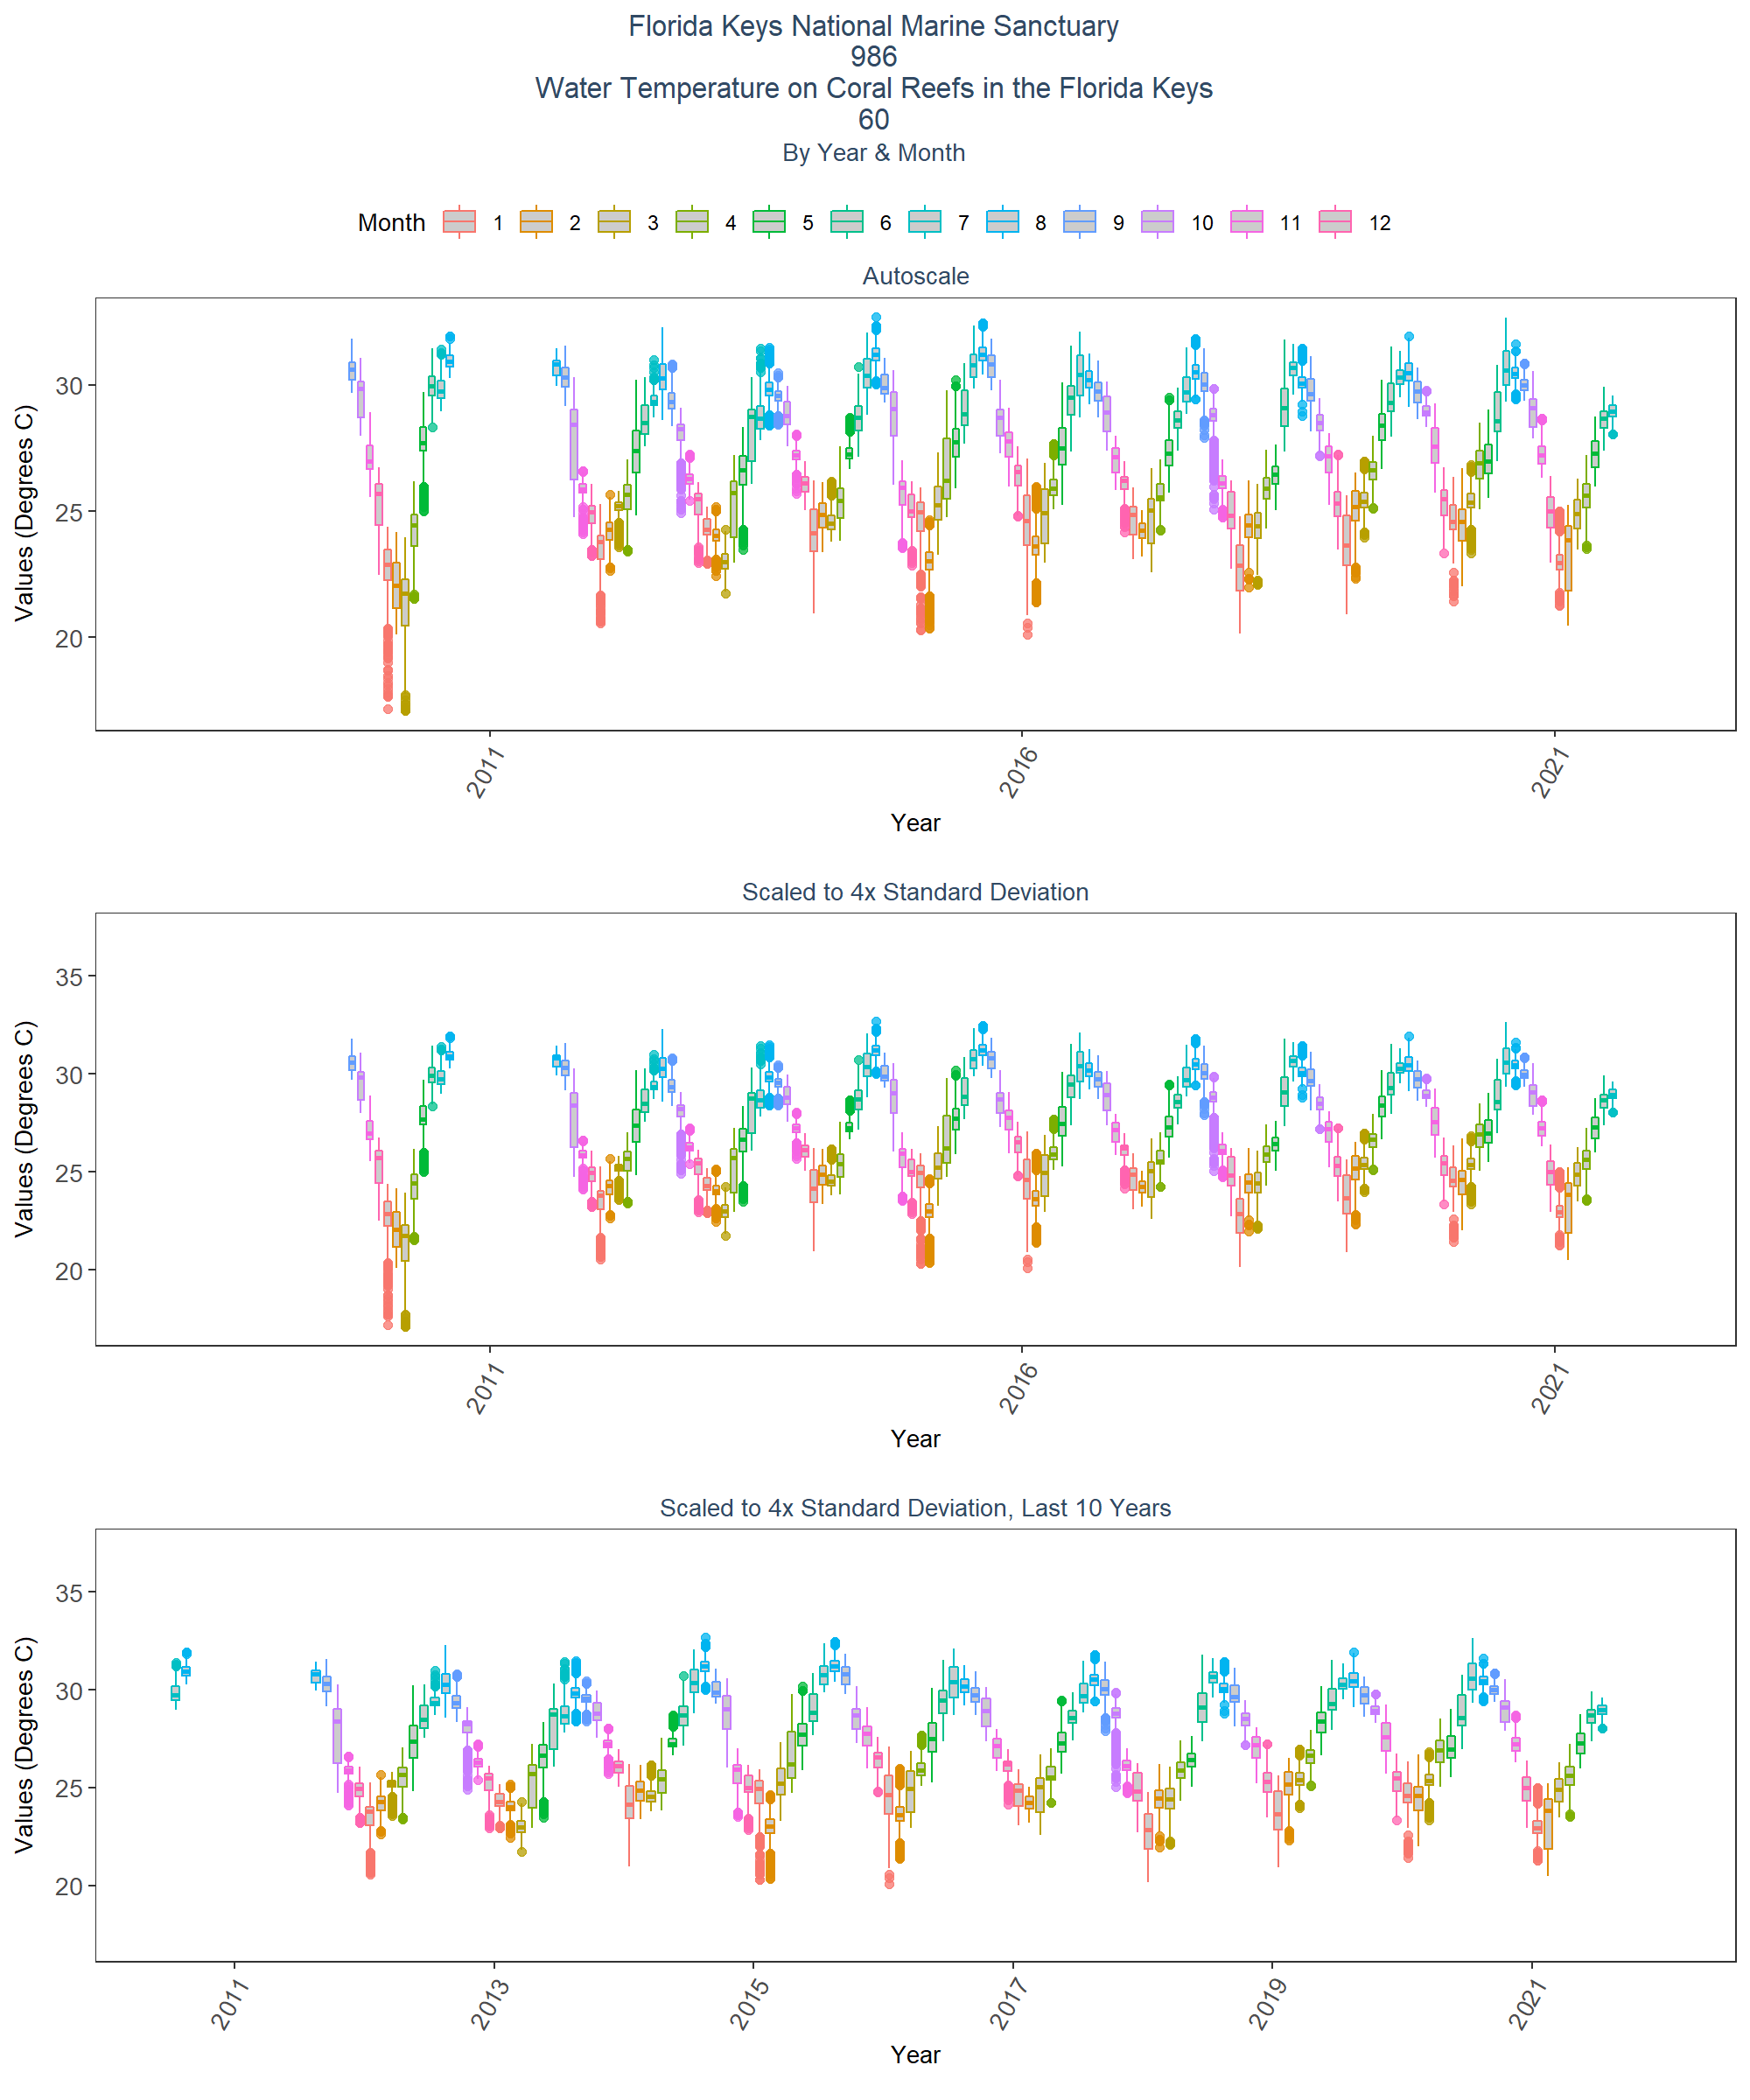 Florida Keys National Marine Sanctuary
986
Water Temperature on Coral Reefs in the Florida Keys
60
By Year & Month
Month 1 2 3 4 5 6 7 8 9 10 11 12
Autoscale
Values (Degrees C)
30
25
20
2011 2016 2021
Year
Scaled to 4x Standard Deviation
Values (Degrees C)
35
30
25
20
2011 2016 2021
Year
Scaled to 4x Standard Deviation, Last 10 Years
Values (Degrees C)
35
30
25
20
2011 2013 2015 2017 2019 2021
Year